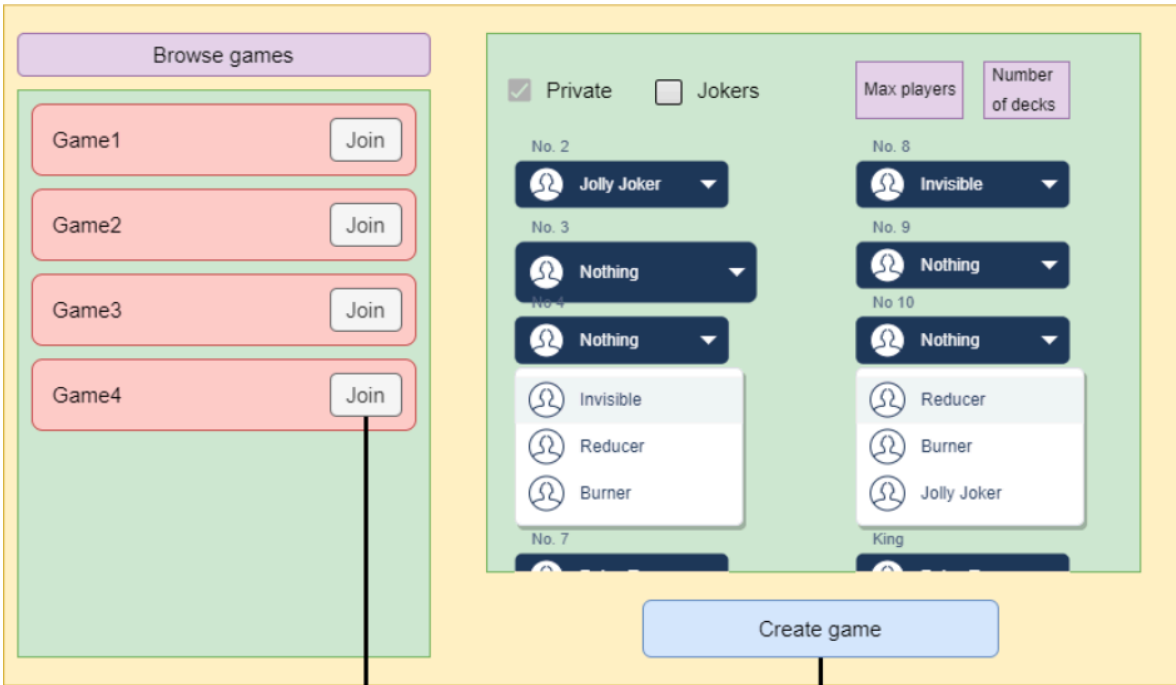 Browse games
Game1
Join
Game2
Join
Game3
Join
Game4
Join
Private
Jokers
Max players
Number
of decks
No. 2
Jolly Joker
No. 3
Nothing
No 4
Nothing
Invisible
Reducer
Burner
No. 7
No. 8
Invisible
No. 9
Nothing
No 10
Nothing
Reducer
Burner
Jolly Joker
King
Create game